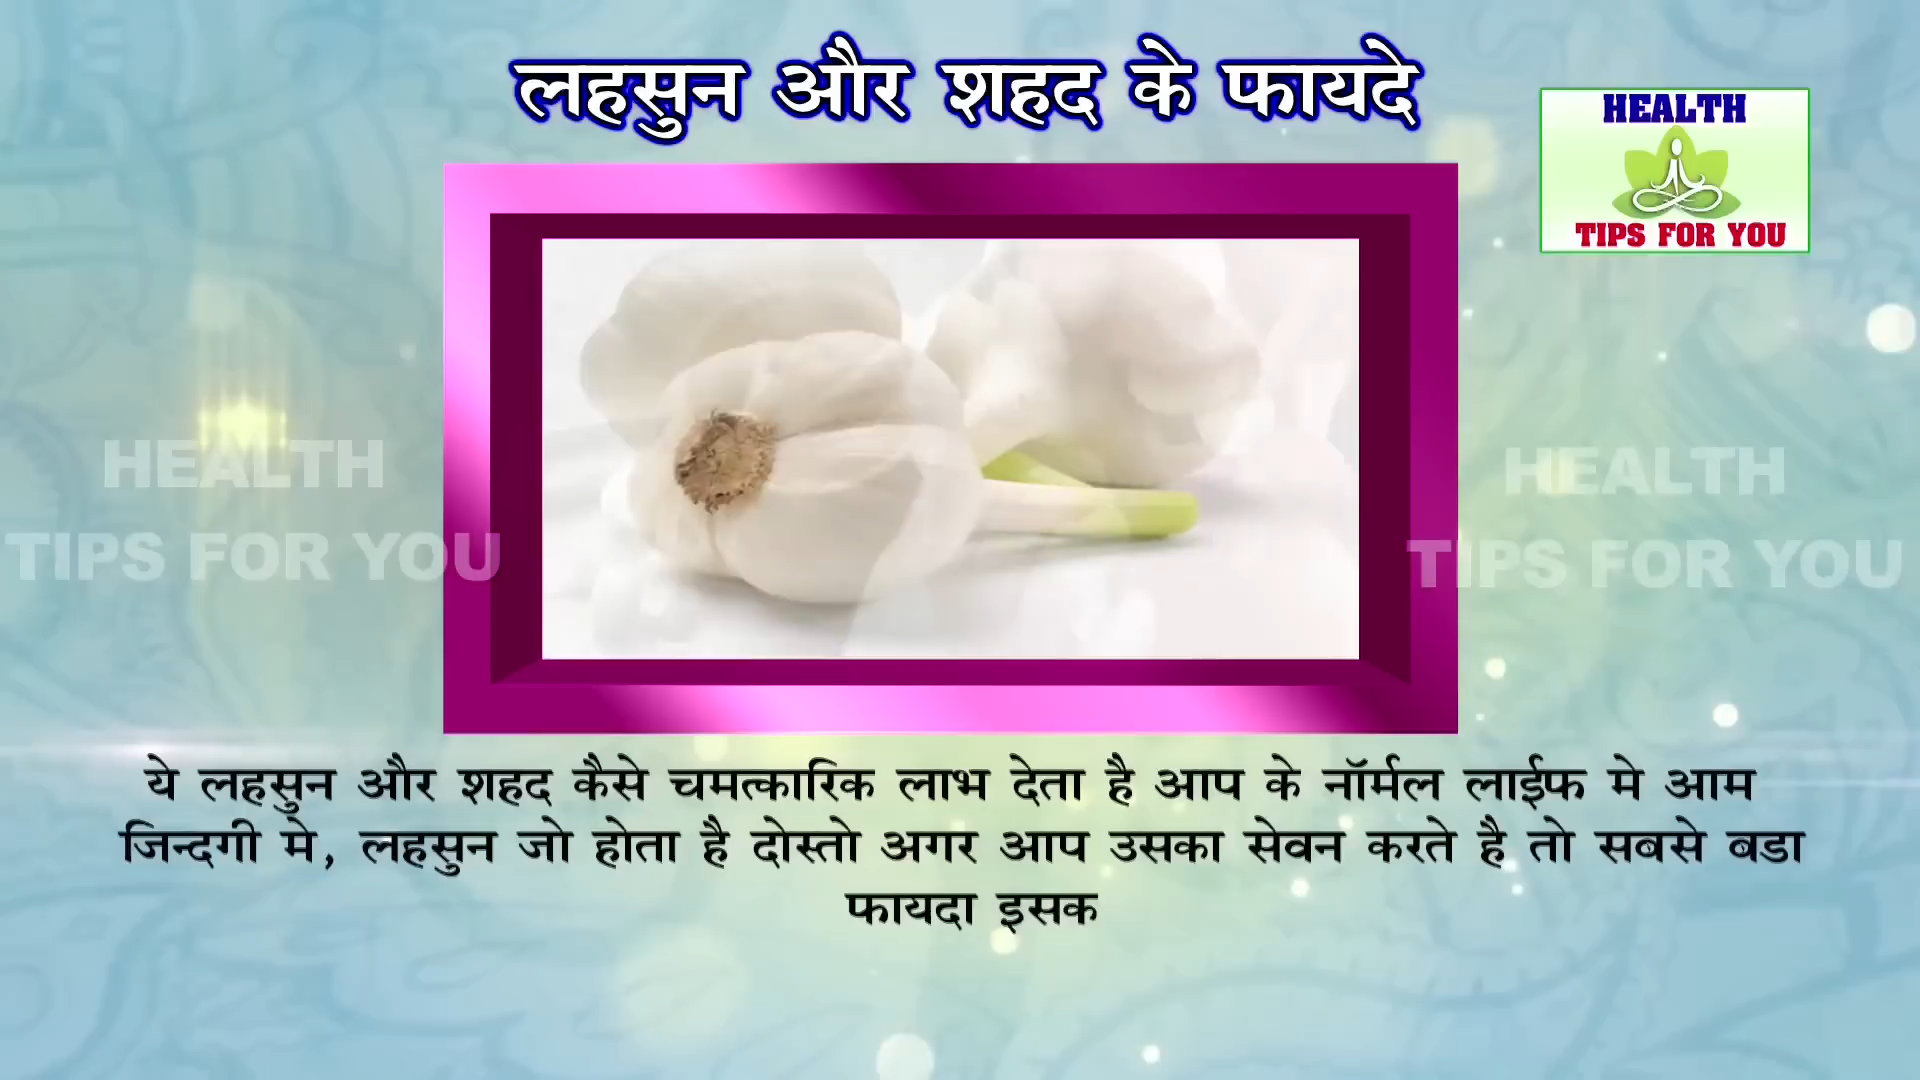 लहसुन और शहद के फायदे
HEALTH
TIPS FOR YOU
HEALTH
TIPS FOR YOU
HEALTH
TIPS FOR YOU
ये लहसुन और शहद कैसे चमत्कारिक लाभ देता है आप के नॉर्मल लाईफ मे आम
जिन्दगी मे, लहसुन जो होता है दोस्तो अगर आप उसका सेवन करते है तो सबसे बडा
फायदा इसक